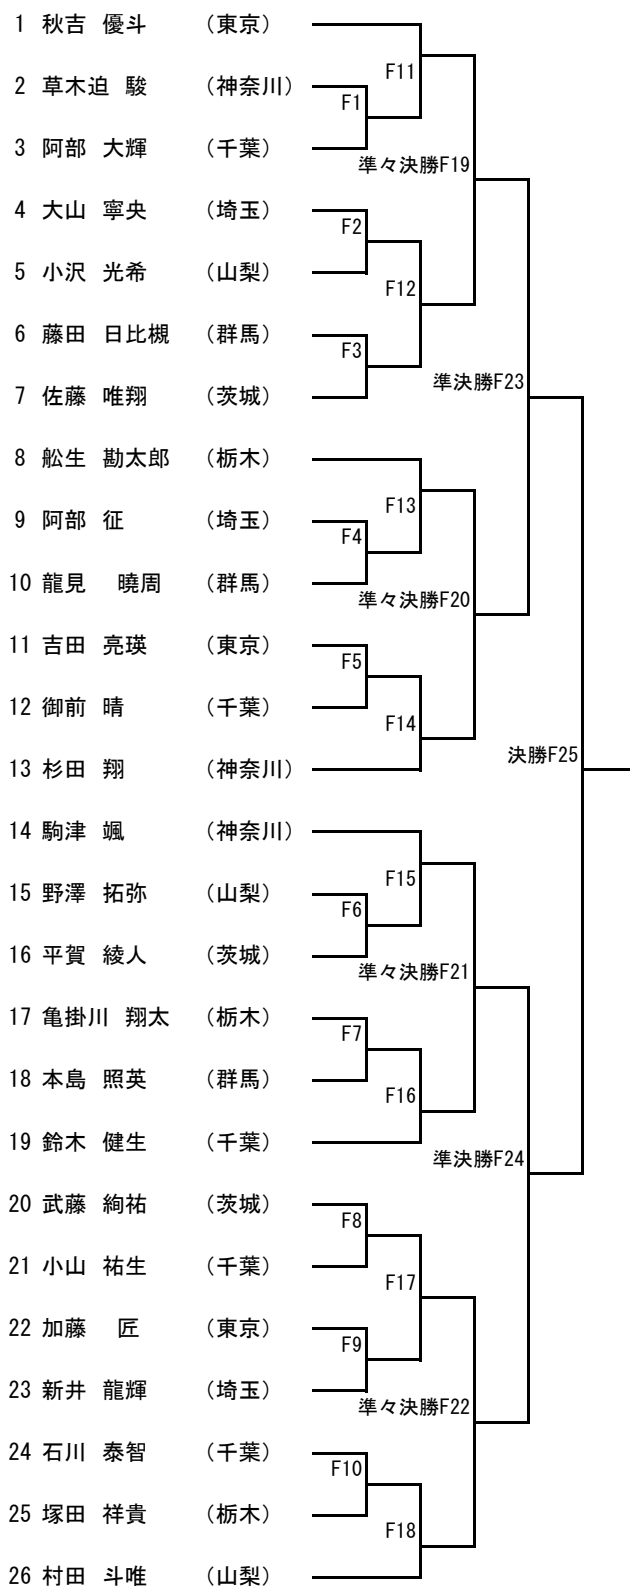 1 秋吉 優斗 (東京)
F11
2 草木迫 駿 (神奈川)
F1
3 阿部 大輝 (千葉)
準々決勝F19
4 大山 寧央 (埼玉)
F2
5 小沢 光希 (山梨)
F12
6 藤田 日比槻 (群馬)
F3
準決勝F23
7 佐藤 唯翔 (茨城)
8 舩生 勘太郎 (栃木)
F13
9 阿部 征 (埼玉)
F4
10 龍見 曉周 (群馬)
準々決勝F20
11 吉田 亮瑛 (東京)
F5
12 御前 晴 (千葉)
F14
決勝F25
13 杉田 翔 (神奈川)
14 駒津 颯 (神奈川)
F15
15 野澤 拓弥 (山梨)
F6
16 平賀 綾人 (茨城)
準々決勝F21
17 亀掛川 翔太 (栃木)
F7
18 本島 照英 (群馬)
F16
19 鈴木 健生 (千葉)
準決勝F24
20 武藤 絢祐 (茨城)
F8
21 小山 祐生 (千葉)
F17
22 加藤 匠 (東京)
F9
23 新井 龍輝 (埼玉)
準々決勝F22
24 石川 泰智 (千葉)
F10
25 塚田 祥貴 (栃木)
F18
26 村田 斗唯 (山梨)